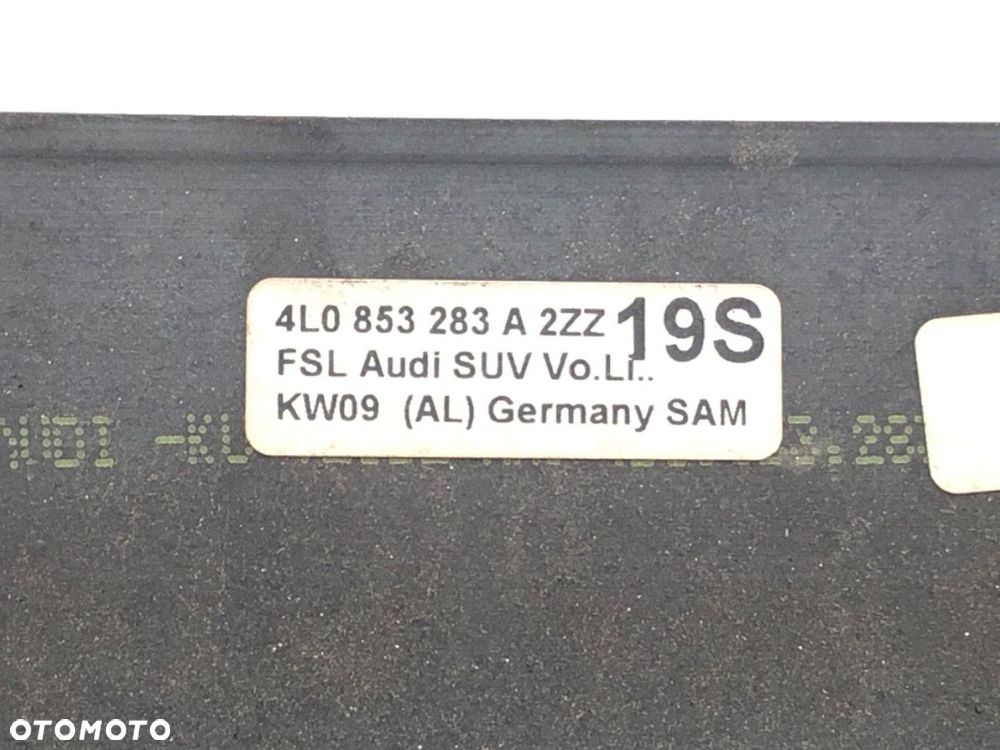 4L0 853 283 A 2ZZ 19S
FSL Audi SUV Vo.Li..
KW09 (AL) Germany SAM
OTOMOTO